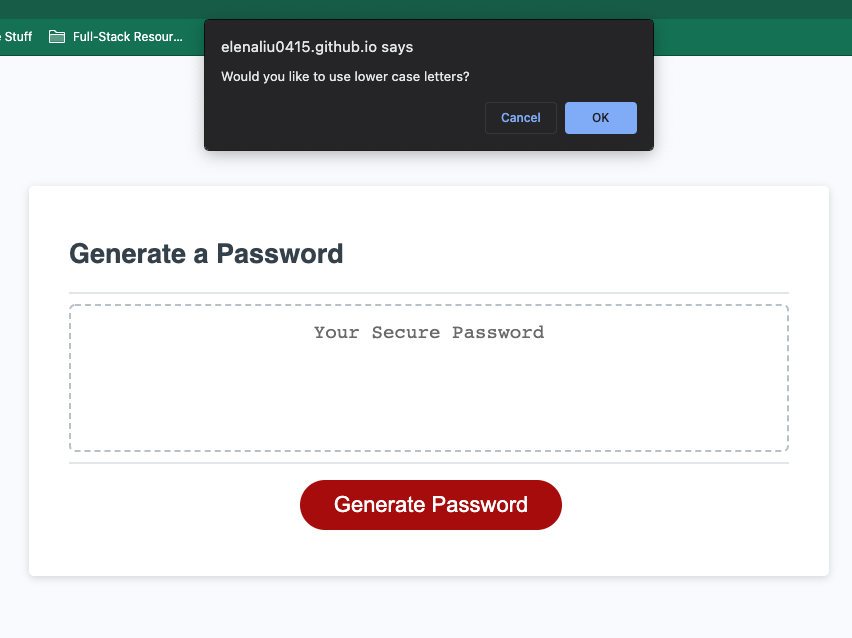 Stuff
Full-Stack Resour...
elenaliu0415.github.io says
Would you like to use lower case letters?
Cancel
OK
Generate a Password
Your Secure Password
Generate Password